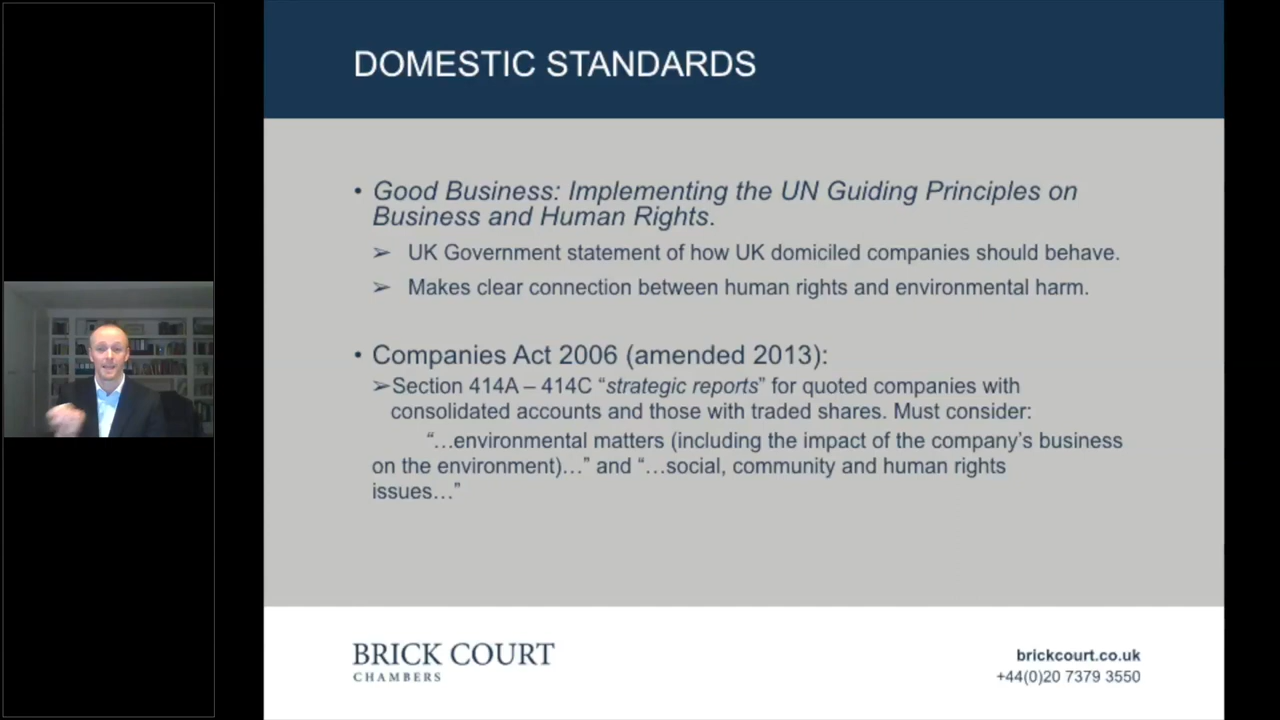 DOMESTIC STANDARDS
• Good Business: Implementing the UN Guiding Principles on
Business and Human Rights.
➢ UK Government statement of how UK domiciled companies should behave.
➢ Makes clear connection between human rights and environmental harm.
• Companies Act 2006 (amended 2013):
➢Section 414A – 414C “strategic reports” for quoted companies with
consolidated accounts and those with traded shares. Must consider:
“…environmental matters (including the impact of the company’s business
on the environment)…” and “…social, community and human rights
issues…”
BRICK COURT
CHAMBERS
brickcourt.co.uk
+44(0)20 7379 3550